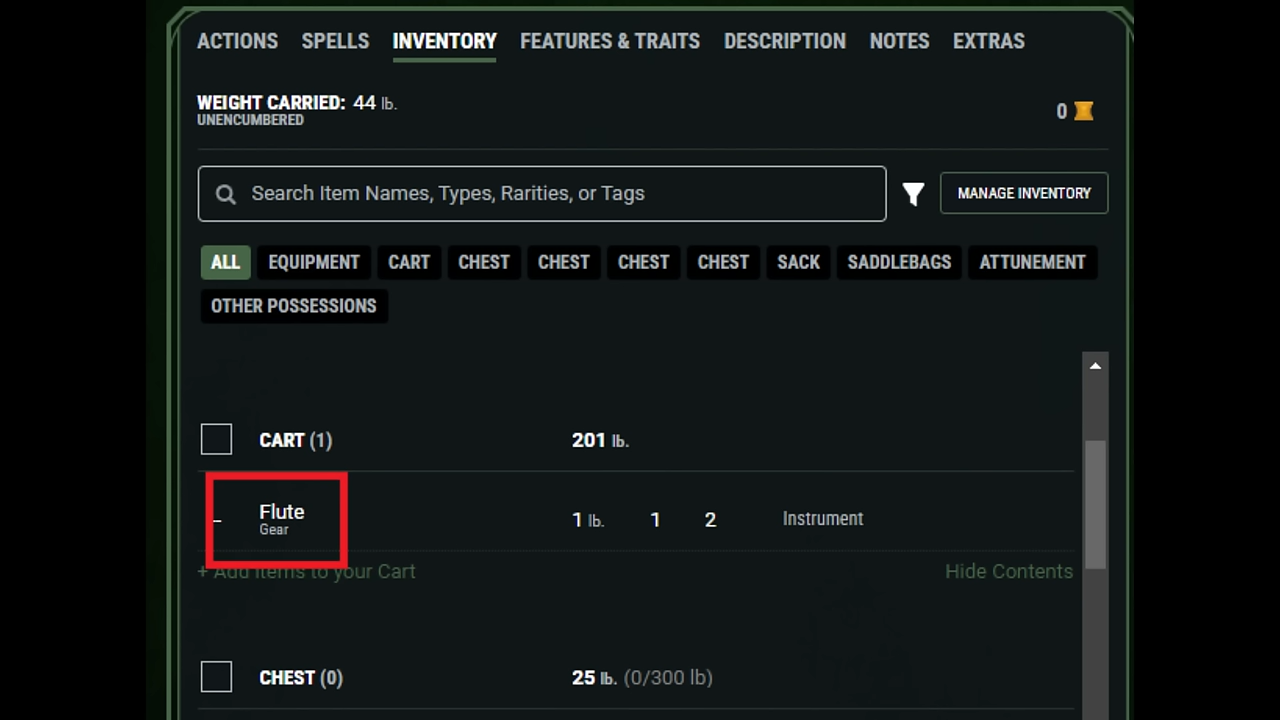 ACTIONS SPELLS INVENTORY FEATURES & TRAITS DESCRIPTION NOTES EXTRAS
WEIGHT CARRIED: 44 lb.
UNENCUMBERED
0
Search Item Names, Types, Rarities, or Tags
MANAGE INVENTORY
ALL EQUIPMENT CART CHEST CHEST CHEST CHEST SACK SADDLEBAGS ATTUNEMENT
OTHER POSSESSIONS
CART (1) 201 lb.
Flute 1 lb. 1 2 Instrument
Gear
+ Add Items to your Cart Hide Contents
CHEST (0) 25 lb. (0/300 lb)